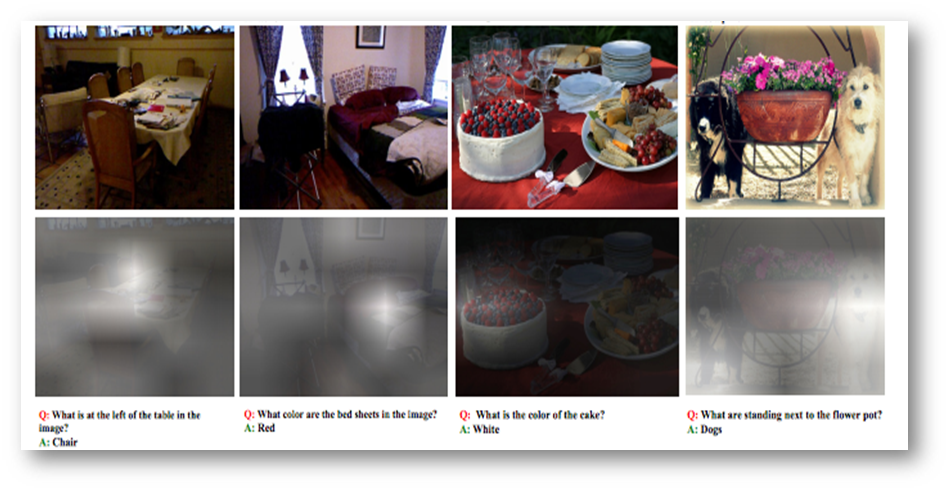 Q: What is at the left of the table in the
image?
A: Chair
Q: What color are the bed sheets in the image?
A: Red
Q: What is the color of the cake?
A: White
Q: What are standing next to the flower pot?
A: Dogs